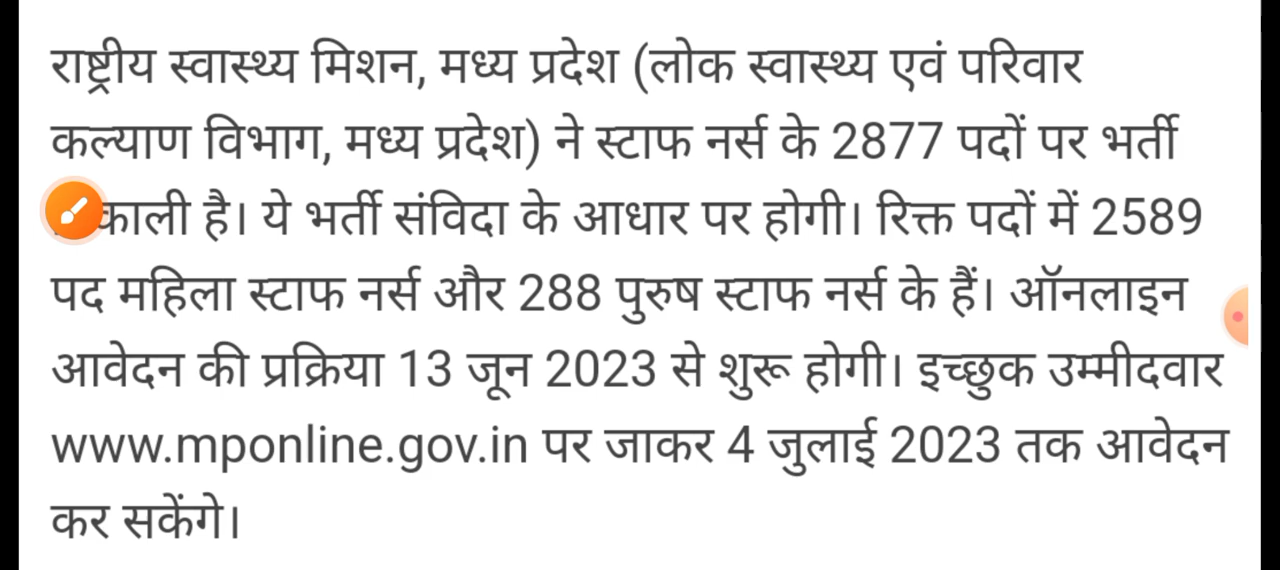 राष्ट्रीय स्वास्थ्य मिशन, मध्य प्रदेश (लोक स्वास्थ्य एवं परिवार
कल्याण विभाग, मध्य प्रदेश) ने स्टाफ नर्स के 2877 पदों पर भर्ती
है। ये भर्ती संविदा के आधार पर होगी। रिक्त पदों में 2589
पद महिला स्टाफ नर्स और 288 पुरुष स्टाफ नर्स के हैं। ऑनलाइन
आवेदन की प्रक्रिया 13 जून 2023 से शुरू होगी। इच्छुक उम्मीदवार
www.mponline.gov.in पर जाकर 4 जुलाई 2023 तक आवेदन
कर सकेंगे।